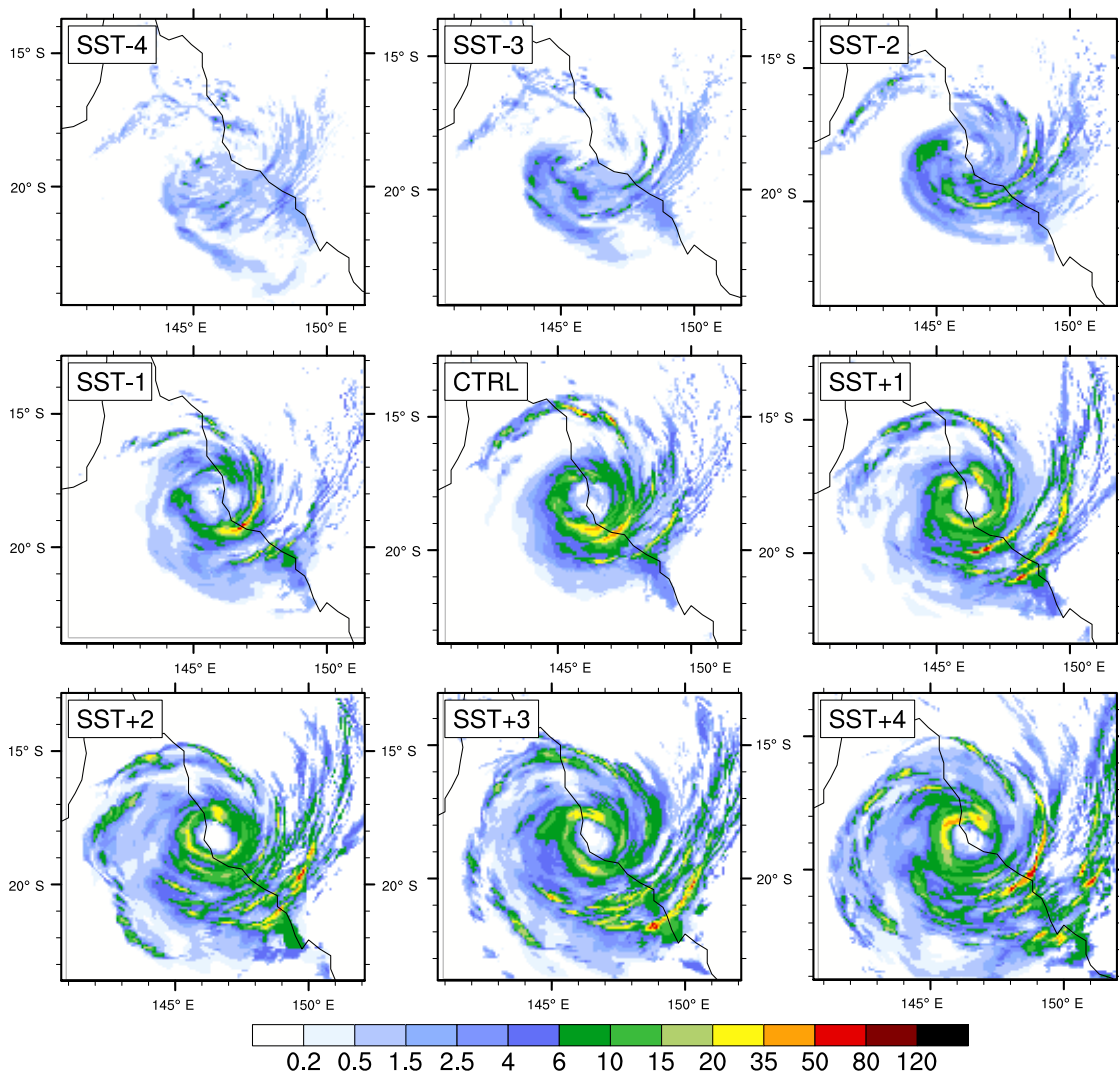 SST-4 SST-3 SST-2
15° S 15° S 15° S
20° S 20° S 20° S
145° E 150° E 145° E 150° E 145° E 150° E
SST-1 CTRL SST+1
15° S 15° S 15° S
20° S 20° S 20° S
145° E 150° E 145° E 150° E 145° E 150° E
SST+2 SST+3 SST+4
15° S 15° S 15° S
20° S 20° S 20° S
145° E 150° E 145° E 150° E 145° E 150° E
0.2 0.5 1.5 2.5 4 6 10 15 20 35 50 80 120